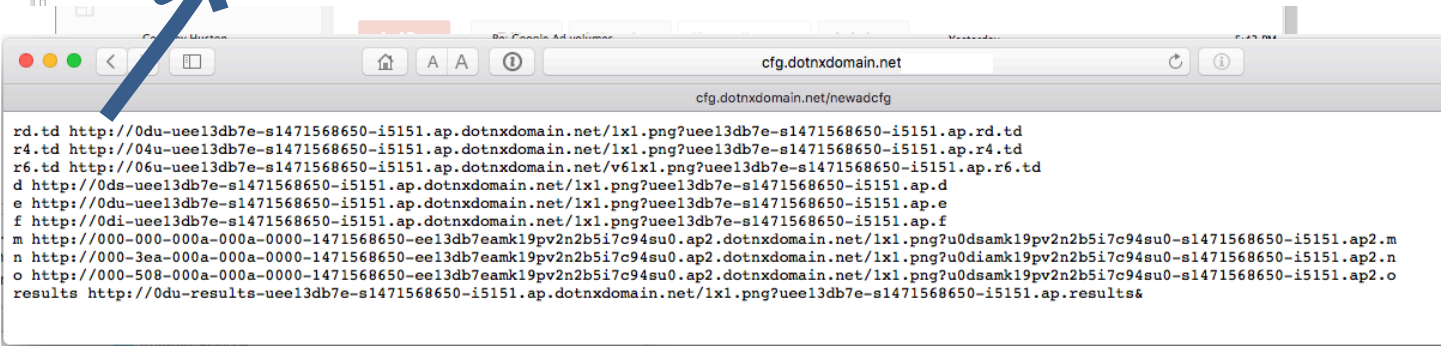 Re: Google Ad volumes
Yesterday
5:43 PM
A A
cfg.dotnxdomain.net
cfg.dotnxdomain.net/newadcfg
rd.td http://0du-uee13db7e-s1471568650-i5151.ap.dotnxdomain.net/1x1.png?uee13db7e-s1471568650-i5151.ap.rd.td
r4.td http://04u-uee13db7e-s1471568650-i5151.ap.dotnxdomain.net/1x1.png?uee13db7e-s1471568650-i5151.ap.r4.td
r6.td http://06u-uee13db7e-s1471568650-i5151.ap.dotnxdomain.net/v61x1.png?uee13db7e-s1471568650-i5151.ap.r6.td
d http://0ds-uee13db7e-s1471568650-i5151.ap.dotnxdomain.net/1x1.png?uee13db7e-s1471568650-i5151.ap.d
e http://0du-uee13db7e-s1471568650-i5151.ap.dotnxdomain.net/1x1.png?uee13db7e-s1471568650-i5151.ap.e
f http://0di-uee13db7e-s1471568650-i5151.ap.dotnxdomain.net/1x1.png?uee13db7e-s1471568650-i5151.ap.f
m http://000-000-000a-000a-0000-1471568650-ee13db7eamk19pv2n2b5i7c94su0.ap2.dotnxdomain.net/1x1.png?u0dsamk19pv2n2b5i7c94su0-s1471568650-i5151.ap2.m
n http://000-3ea-000a-000a-0000-1471568650-ee13db7eamk19pv2n2b5i7c94su0.ap2.dotnxdomain.net/1x1.png?u0diamk19pv2n2b5i7c94su0-s1471568650-i5151.ap2.n
o http://000-508-000a-000a-0000-1471568650-ee13db7eamk19pv2n2b5i7c94su0.ap2.dotnxdomain.net/1x1.png?u0dsamk19pv2n2b5i7c94su0-s1471568650-i5151.ap2.o
results http://0du-results-uee13db7e-s1471568650-i5151.ap.dotnxdomain.net/1x1.png?uee13db7e-s1471568650-i5151.ap.results&